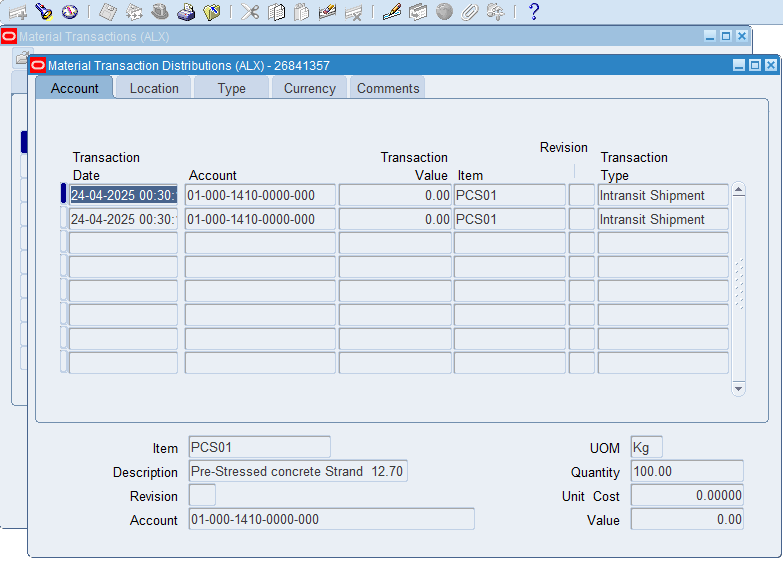 ?
Material Transactions (ALX)
Material Transaction Distributions (ALX) - 26841357
Account Location Type Currency Comments
Revision
Transaction Transaction Transaction
Date Account Value Item Type
24-04-2025 00:30: 01-000-1410-0000-000 0.00 PCS01 Intransit Shipment
24-04-2025 00:30: 01-000-1410-0000-000 0.00 PCS01 Intransit Shipment
Item PCS01 UOM Kg
Description Pre-Stressed concrete Strand 12.70 Quantity 100.00
Revision Unit Cost 0.00000
Account 01-000-1410-0000-000 Value 0.00